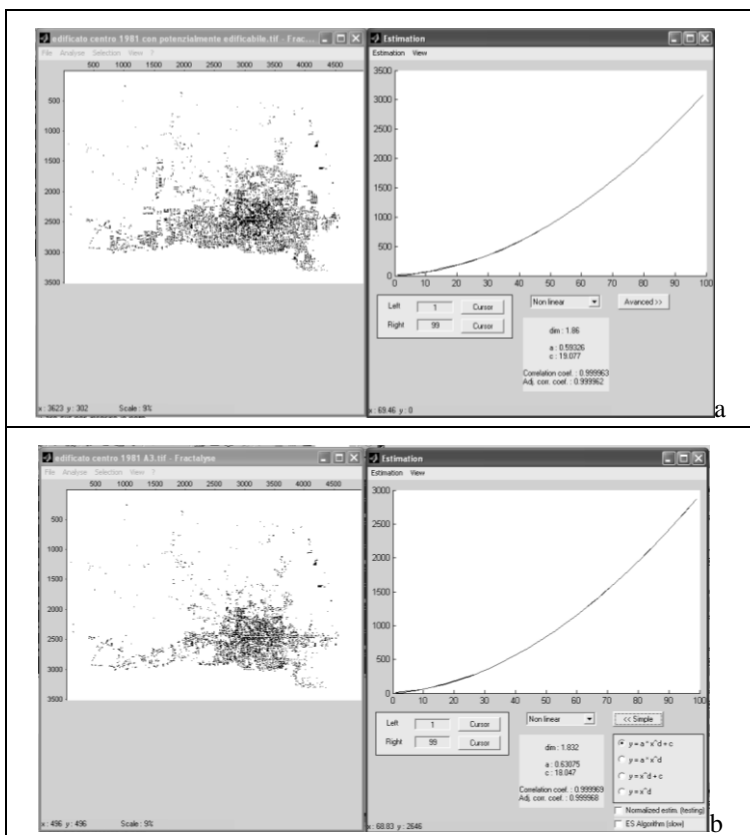 edificato centro 1981 con potenzialmente edificabile.tif - Frac...
File Analyse Selection View ?
500 1000 1500 2000 2500 3000 3500 4000 4500
500
1000
1500
2000
2500
3000
3500
x : 3623 y : 302 Scale : 9%
Estimation
Estimation View
3500
3000
2500
2000
1500
1000
500
0
0 10 20 30 40 50 60 70 80 90 100
Left 1 Cursor
Right 99 Cursor
Non linear
Avanced >>
dim : 1.86
a : 0.59326
c : 19.077
Correlation coef. : 0.999963
Adj. corr. coef. : 0.999962
x : 69.46 y : 0
a
edificato centro 1981 A3.tif - Fractalyse
File Analyse Selection View ?
500 1000 1500 2000 2500 3000 3500 4000 4500
500
1000
1500
2000
2500
3000
3500
x : 496 y : 496 Scale : 9%
Estimation
Estimation View
3000
2500
2000
1500
1000
500
0
0 10 20 30 40 50 60 70 80 90 100
Left 1 Cursor
Right 99 Cursor
Non linear
<< Simple
dim : 1.832
a : 0.63075
c : 18.047
Correlation coef. : 0.999969
Adj. corr. coef. : 0.999968
y = a * x^d + c
y = a * x^d
y = x^d + c
y = x^d
Normalized estim. (testing)
ES Algorithm (slow)
x : 68.83 y : 2646
b